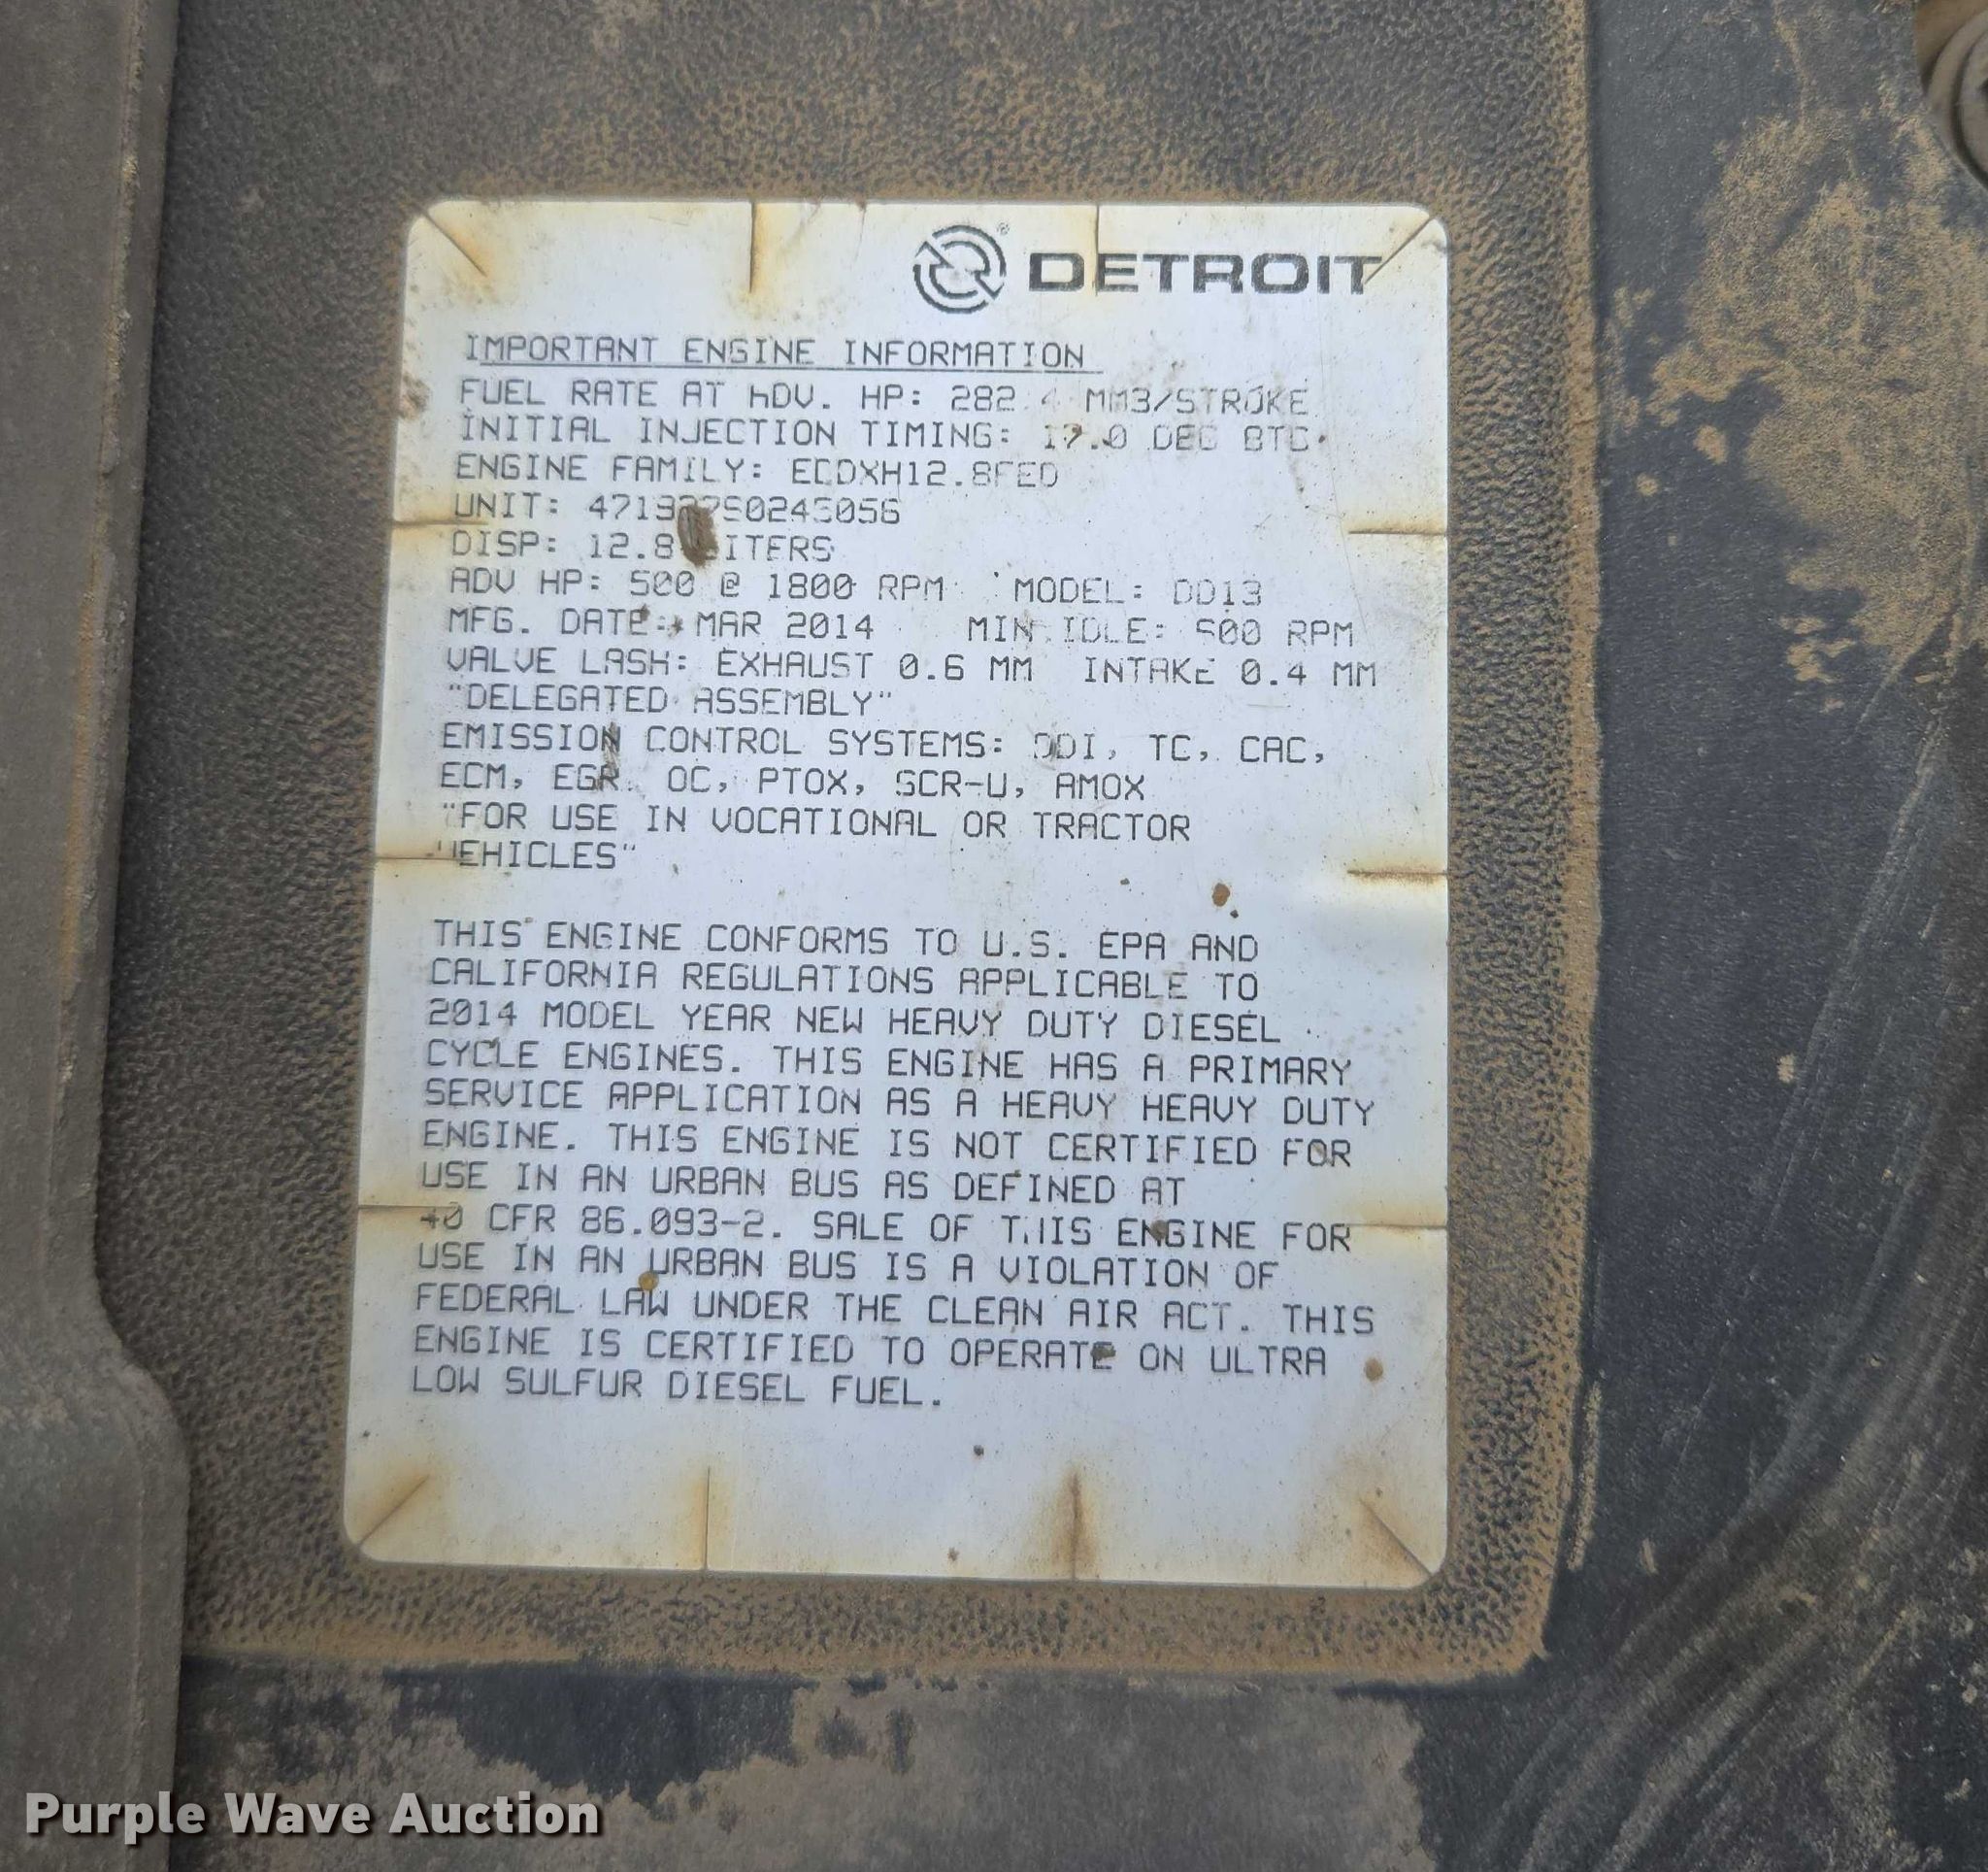 DETROIT
IMPORTANT ENGINE INFORMATION
FUEL RATE AT ADV. HP: 282.4 MM3/STROKE
INITIAL INJECTION TIMING: DEG BTC
ENGINE FAMILY: EDDXH12.8FED
UNIT:
DISP: 12.8 LITERS
ADV HP: 500 @ 1800 RPM MODEL: DD13
MFG. DATE: MAR 2014 MIN IDLE: RPM
VALVE LASH: EXHAUST 0.6 MM INTAKE 0.4 MM
"DELEGATED ASSEMBLY"
EMISSION CONTROL SYSTEMS: DDI, TC, CAC,
ECM, EGR, OC, PTOX, SCR-U, AMOX
"FOR USE IN VOCATIONAL OR TRACTOR
VEHICLES"
THIS ENGINE CONFORMS TO U.S. EPA AND
CALIFORNIA REGULATIONS APPLICABLE TO
2014 MODEL YEAR NEW HEAVY DUTY DIESEL
CYCLE ENGINES. THIS ENGINE HAS A PRIMARY
SERVICE APPLICATION AS A HEAVY HEAVY DUTY
ENGINE. THIS ENGINE IS NOT CERTIFIED FOR
USE IN AN URBAN BUS AS DEFINED AT
40 CFR 86.093-2. SALE OF THIS ENGINE FOR
USE IN AN URBAN BUS IS A VIOLATION OF
FEDERAL LAW UNDER THE CLEAN AIR ACT. THIS
ENGINE IS CERTIFIED TO OPERATE ON ULTRA
LOW SULFUR DIESEL FUEL.
Purple Wave Auction